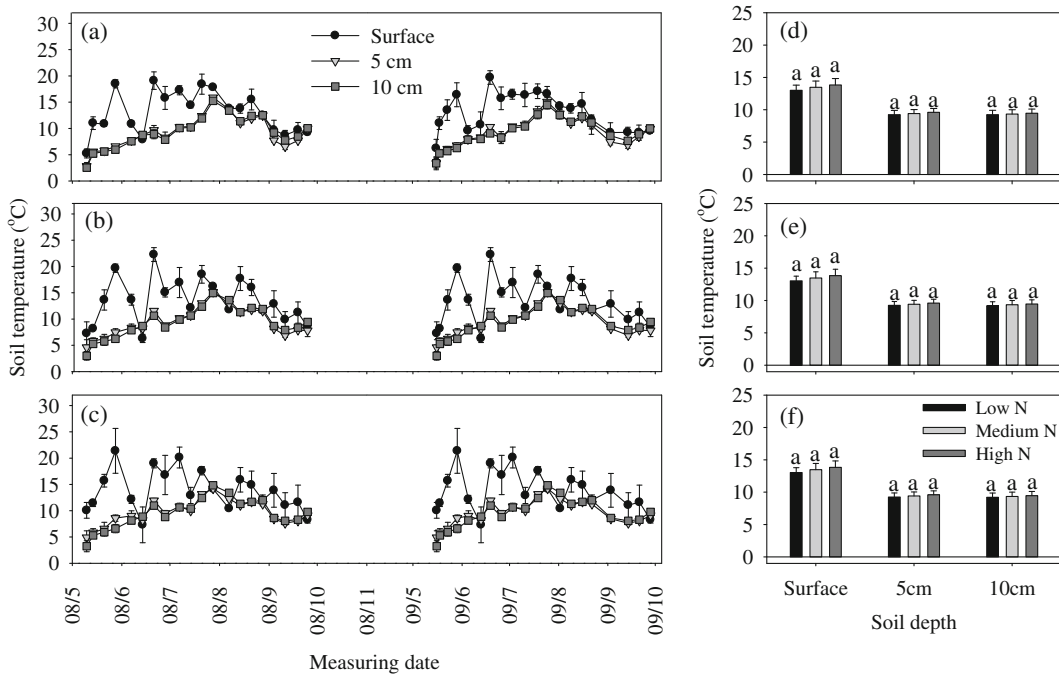 (a)
Surface
5 cm
10 cm
30
25
20
15
10
5
0
(b)
30
25
20
15
10
5
0
(c)
30
25
20
15
10
5
0
Soil temperature (°C)
08/5
08/6
08/7
08/8
08/9
08/10
08/11
09/5
09/6
09/7
09/8
09/9
09/10
Measuring date
(d)
25
20
15
10
5
0
a a a
a a a
a a a
(e)
25
20
15
10
5
0
a a a
a a a
a a a
(f)
Low N
Medium N
High N
25
20
15
10
5
0
a a a
a a a
a a a
Soil temperature (°C)
Surface
5cm
10cm
Soil depth